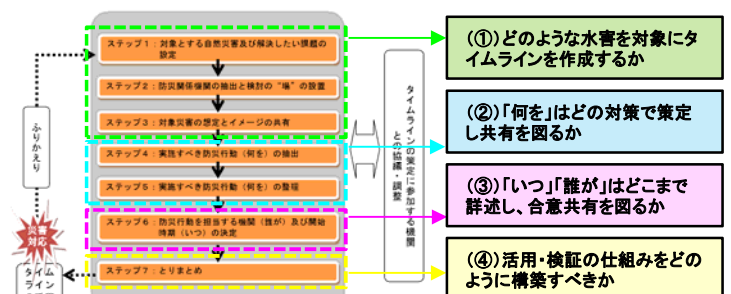 ステップ１：対象とする自然災害及び解決したい課題の
設定
ステップ２：防災関係機関の抽出と検討の“場”の設置
ステップ３：対象災害の想定とイメージの共有
ステップ４：実施すべき防災行動（何を）の抽出
ステップ５：実施すべき防災行動（何を）の整理
ステップ６：防災行動を担当する機関（誰が）及び開始
時期（いつ）の決定
ステップ７：とりまとめ
ふりかえり
災害
対応
タイムラインの策定に参加する機関
との協議・調整
（①）どのような水害を対象にタ
イムラインを作成するか
（②）「何を」はどの対策で策定
し共有を図るか
（③）「いつ」「誰が」はどこまで
詳述し、合意共有を図るか
（④）活用・検証の仕組みをどの
ように構築すべきか